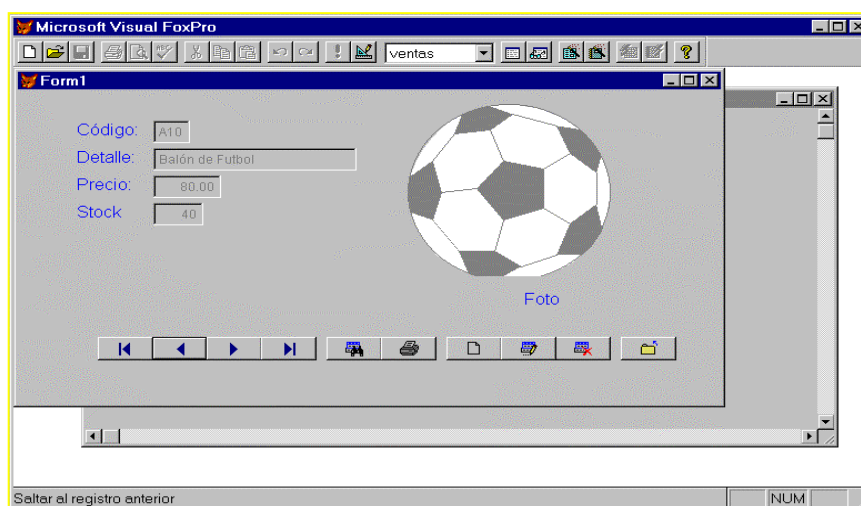 Microsoft Visual FoxPro
ventas
Form1
Código: A10
Detalle: Balón de Futbol
Precio: 80.00
Stock 40
Foto
Saltar al registro anterior
NUM